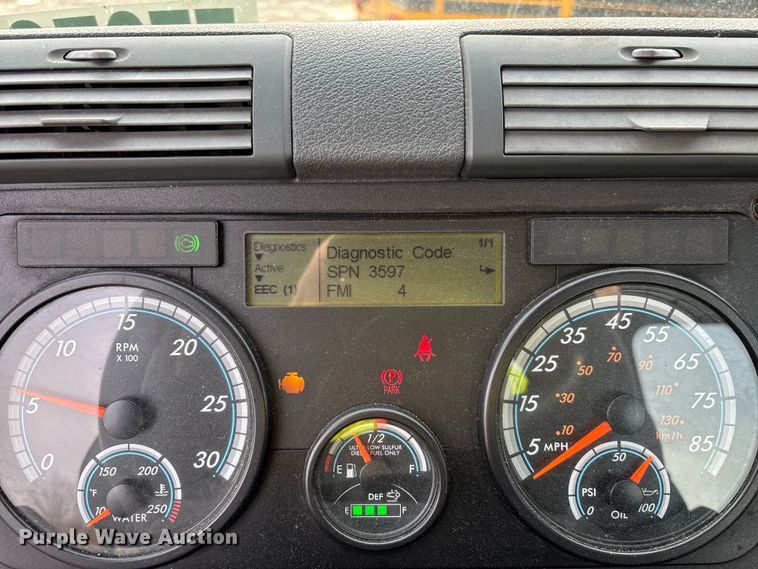 Diagnostics
Active
EEC (1)
Diagnostic Code
SPN 3597
FMI 4
1/1
0
5
10
15
20
25
30
RPM
X 100
150
200
250
°F
WATER
PARK
E
1/2
F
ULTRA LOW SULFUR
DIESEL FUEL ONLY
DEF
E
F
5
15
25
35
45
55
65
75
85
MPH
10
30
50
70
90
110
130
km/h
PSI
0
50
100
OIL
Purple Wave Auction
Purple Wave Auction